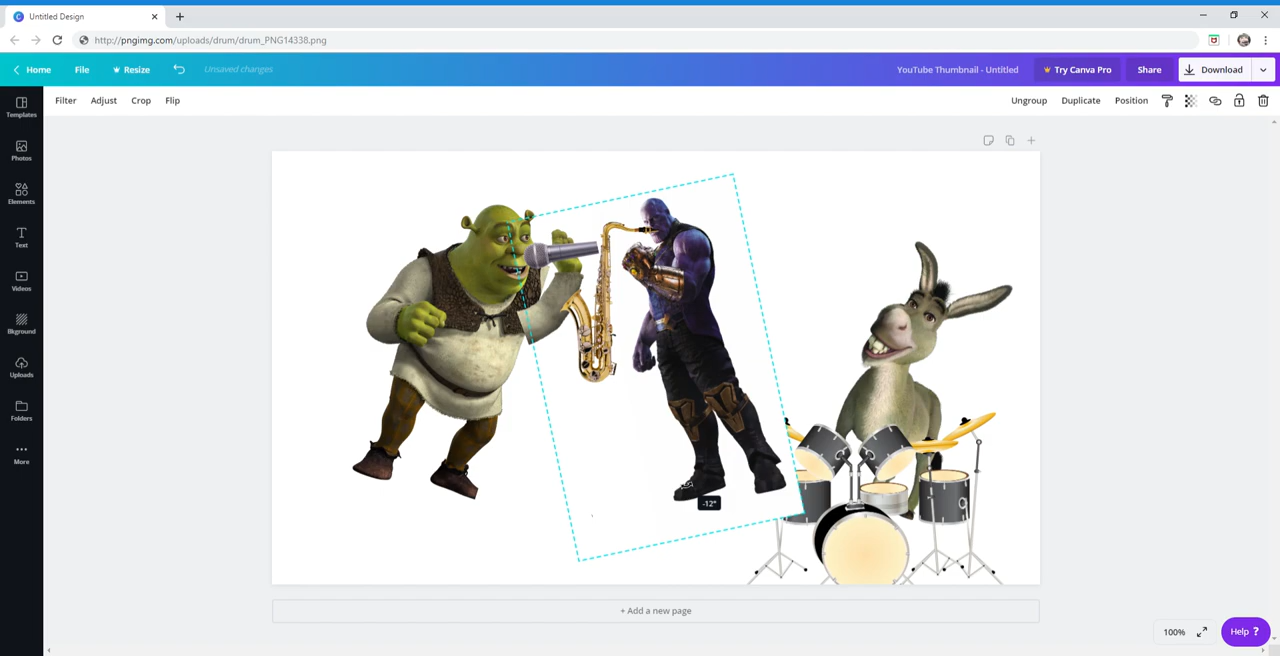 Untitled Design
http://pngimg.com/uploads/drum/drum_PNG14338.png
Home File Resize Unsaved changes YouTube Thumbnail - Untitled Try Canva Pro Share Download
Filter Adjust Crop Flip Ungroup Duplicate Position
Templates
Photos
Elements
Text
Videos
Bkground
Uploads
Folders
More
-12°
+ Add a new page
100% Help ?